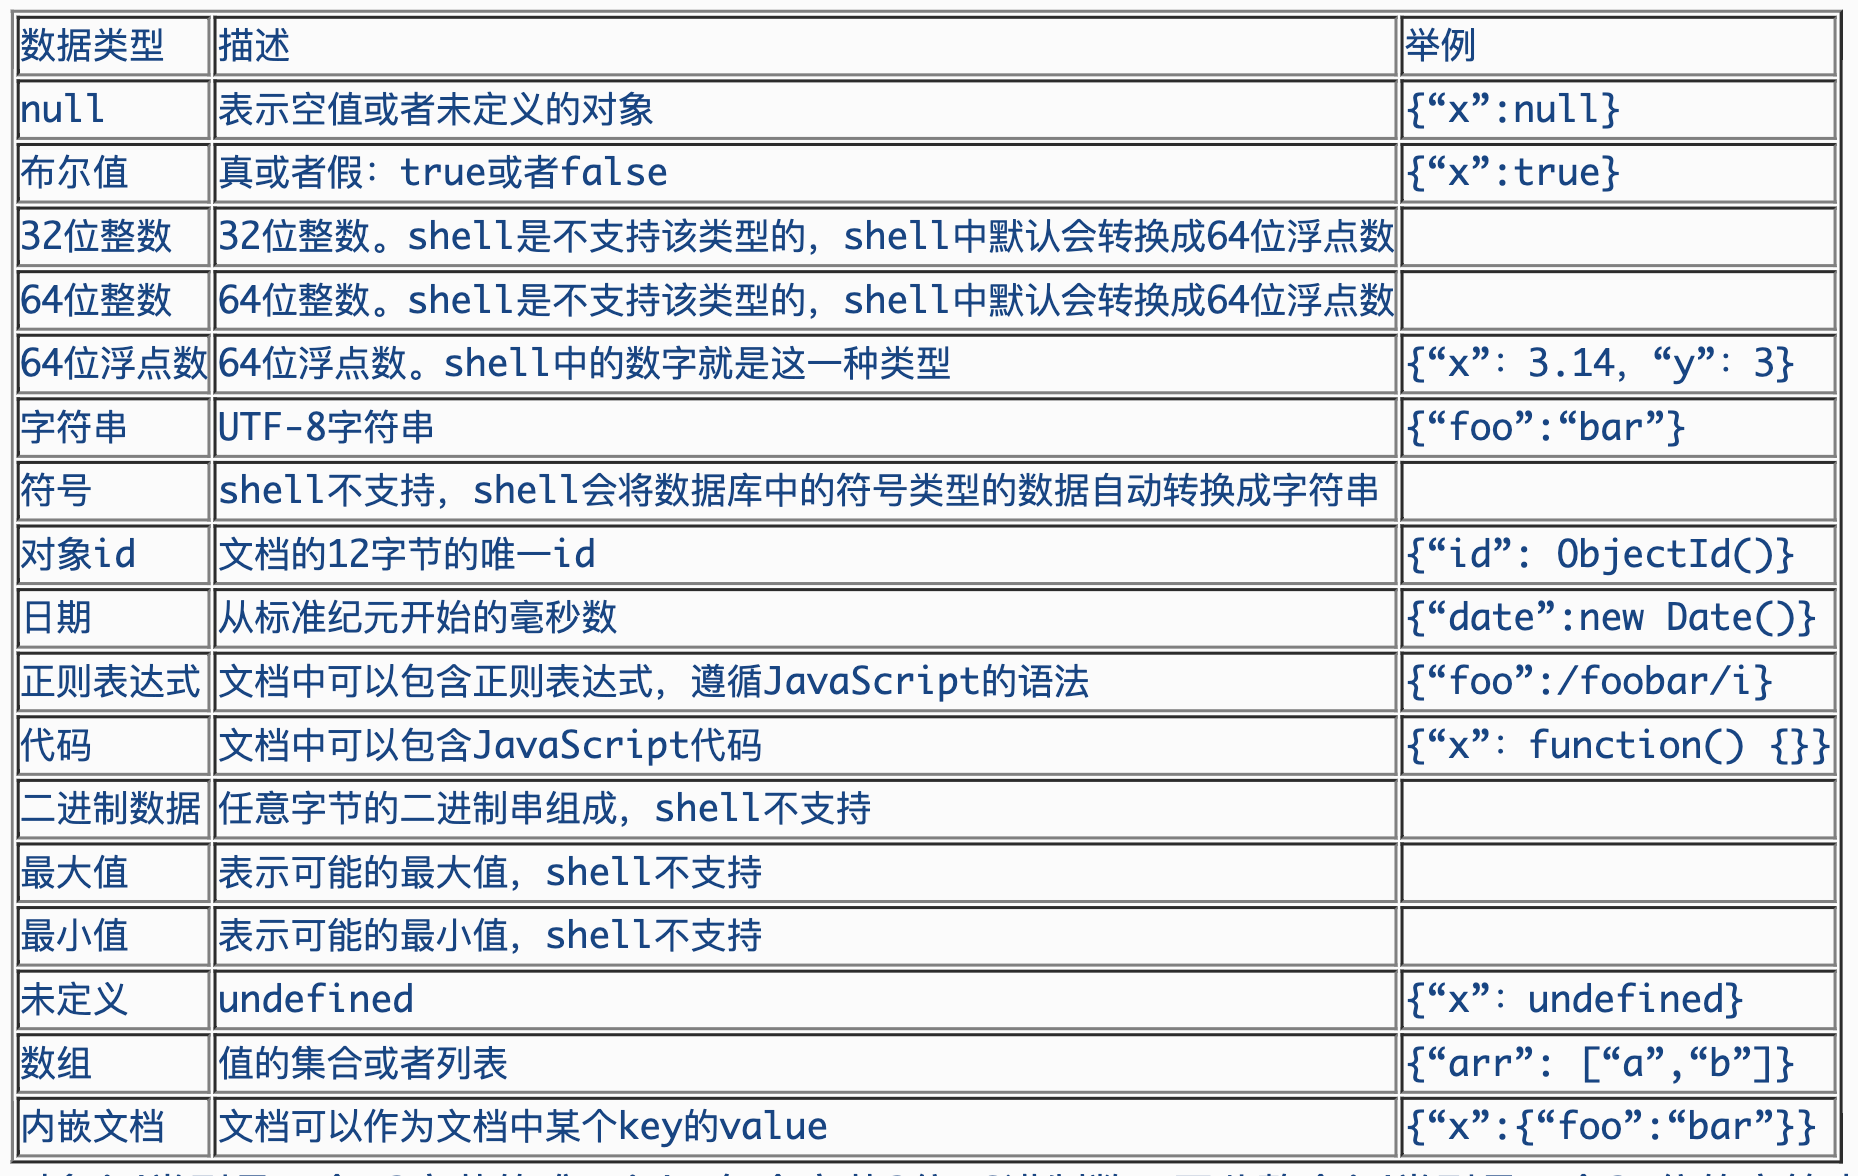 数据类型 描述 举例
null 表示空值或者未定义的对象 {“x”:null}
布尔值 真或者假：true或者false {“x”:true}
32位整数 32位整数。shell是不支持该类型的，shell中默认会转换成64位浮点数
64位整数 64位整数。shell是不支持该类型的，shell中默认会转换成64位浮点数
64位浮点数 64位浮点数。shell中的数字就是这一种类型 {“x”：3.14，“y”：3}
字符串 UTF-8字符串 {“foo”:“bar”}
符号 shell不支持，shell会将数据库中的符号类型的数据自动转换成字符串
对象id 文档的12字节的唯一id {“id”: ObjectId()}
日期 从标准纪元开始的毫秒数 {“date”:new Date()}
正则表达式 文档中可以包含正则表达式，遵循JavaScript的语法 {“foo”:/foobar/i}
代码 文档中可以包含JavaScript代码 {“x”：function() {}}
二进制数据 任意字节的二进制串组成，shell不支持
最大值 表示可能的最大值，shell不支持
最小值 表示可能的最小值，shell不支持
未定义 undefined {“x”：undefined}
数组 值的集合或者列表 {“arr”: [“a”,“b”]}
内嵌文档 文档可以作为文档中某个key的value {“x”:{“foo”:“bar”}}